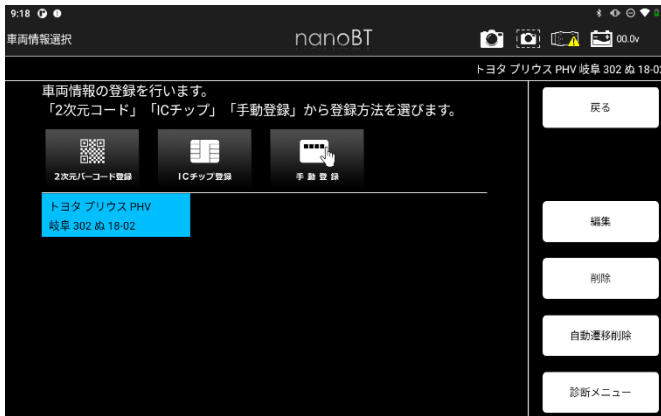 9:18
車両情報選択
nanoBT
00.0v
トヨタ プリウス PHV 岐阜 302 ぬ 18-02
車両情報の登録を行います。
「2次元コード」「ICチップ」「手動登録」から登録方法を選びます。
戻る
2次元バーコード登録
ICチップ登録
手動登録
トヨタ プリウス PHV
岐阜 302 ぬ 18-02
編集
削除
自動遷移削除
診断メニュー